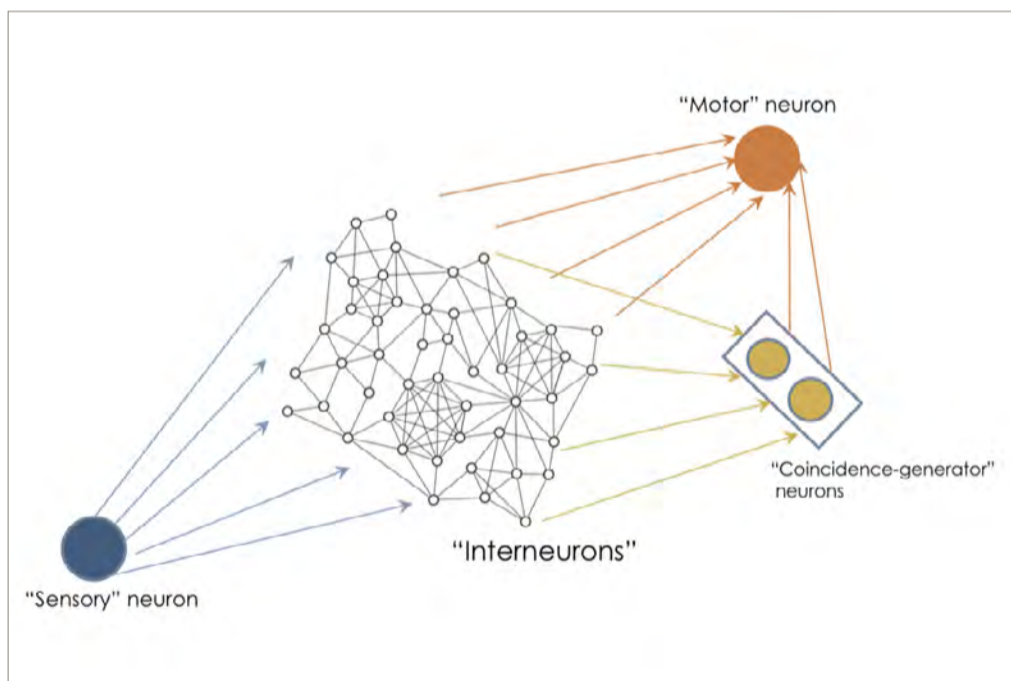 “Motor” neuron
“Coincidence-generator”
neurons
“Interneurons”
“Sensory” neuron